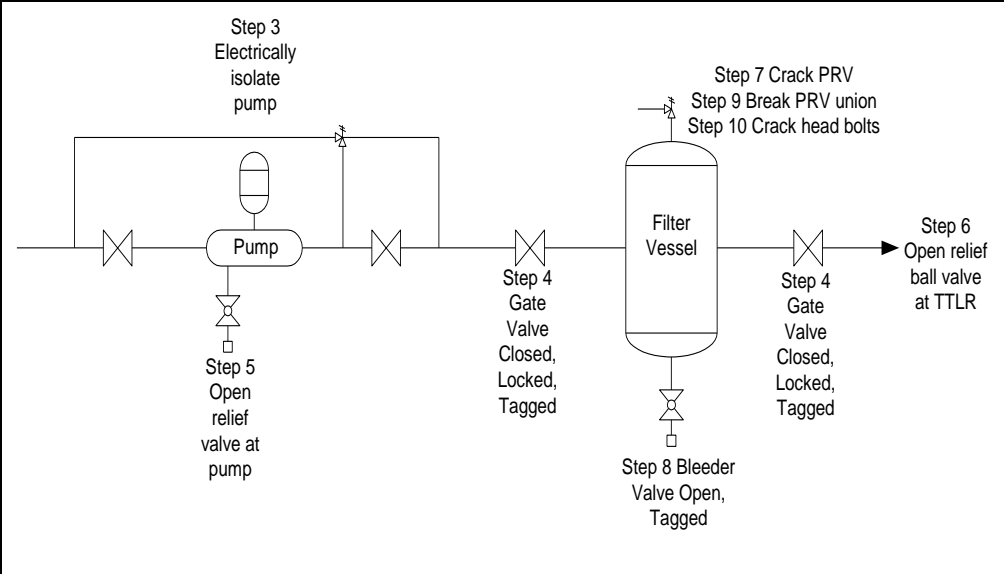 Step 3
Electrically
isolate
pump
Step 7 Crack PRV
Step 9 Break PRV union
Step 10 Crack head bolts
Pump
Filter
Vessel
Step 6
Open relief
ball valve
at TTLR
Step 4
Gate
Valve
Closed,
Locked,
Tagged
Step 4
Gate
Valve
Closed,
Locked,
Tagged
Step 5
Open
relief
valve at
pump
Step 8 Bleeder
Valve Open,
Tagged